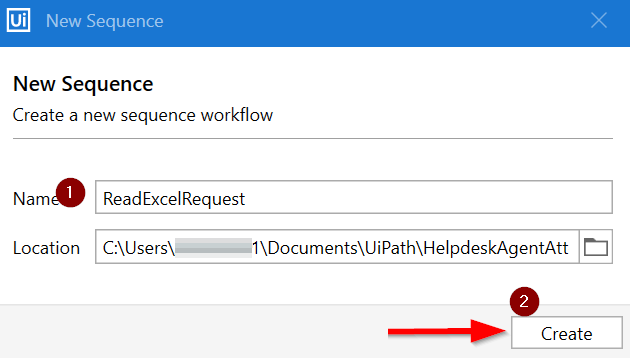 Ui New Sequence
New Sequence
Create a new sequence workflow
Name 1 ReadExcelRequest
Location C:\Users\ 1\Documents\UiPath\HelpdeskAgentAtt
2
Create